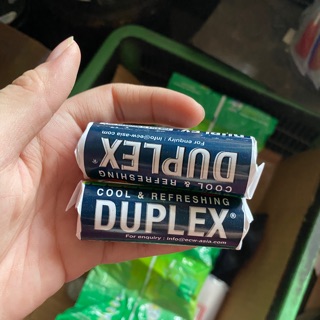 For enquiry : info@ecw-asia.com
DUPLEX®
COOL & REFRESHING
COOL & REFRESHING
DUPLEX®
For enquiry : info@ecw-asia.com